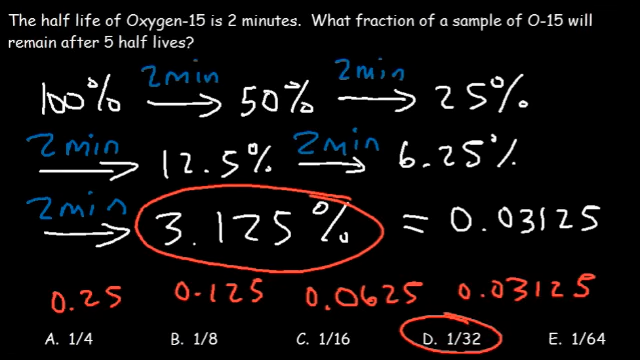 The half life of Oxygen-15 is 2 minutes. What fraction of a sample of O-15 will
remain after 5 half lives?
100% 2min → 50% 2min → 25%
2min → 12.5% 2min → 6.25%
2min → 3.125% = 0.03125
0.25 0.125 0.0625 0.03125
A. 1/4 B. 1/8 C. 1/16 D. 1/32 E. 1/64